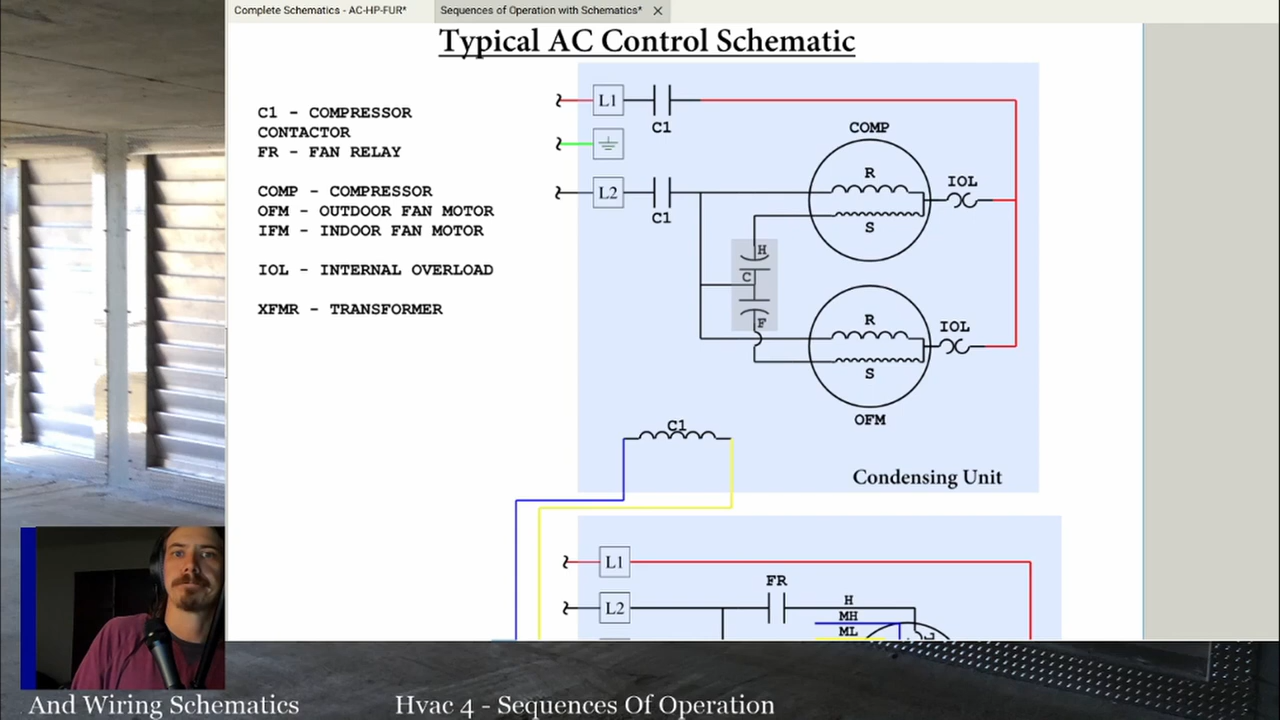 Complete Schematics - AC-HP-FUR*
Sequences of Operation with Schematics*
Typical AC Control Schematic
C1 - COMPRESSOR
CONTACTOR
FR - FAN RELAY
COMP - COMPRESSOR
OFM - OUTDOOR FAN MOTOR
IFM - INDOOR FAN MOTOR
IOL - INTERNAL OVERLOAD
XFMR - TRANSFORMER
L1
C1
L2
C1
COMP
R
S
IOL
H
C
F
R
S
IOL
OFM
C1
Condensing Unit
L1
L2
FR
H
MH
ML
And Wiring Schematics
Hvac 4 - Sequences Of Operation